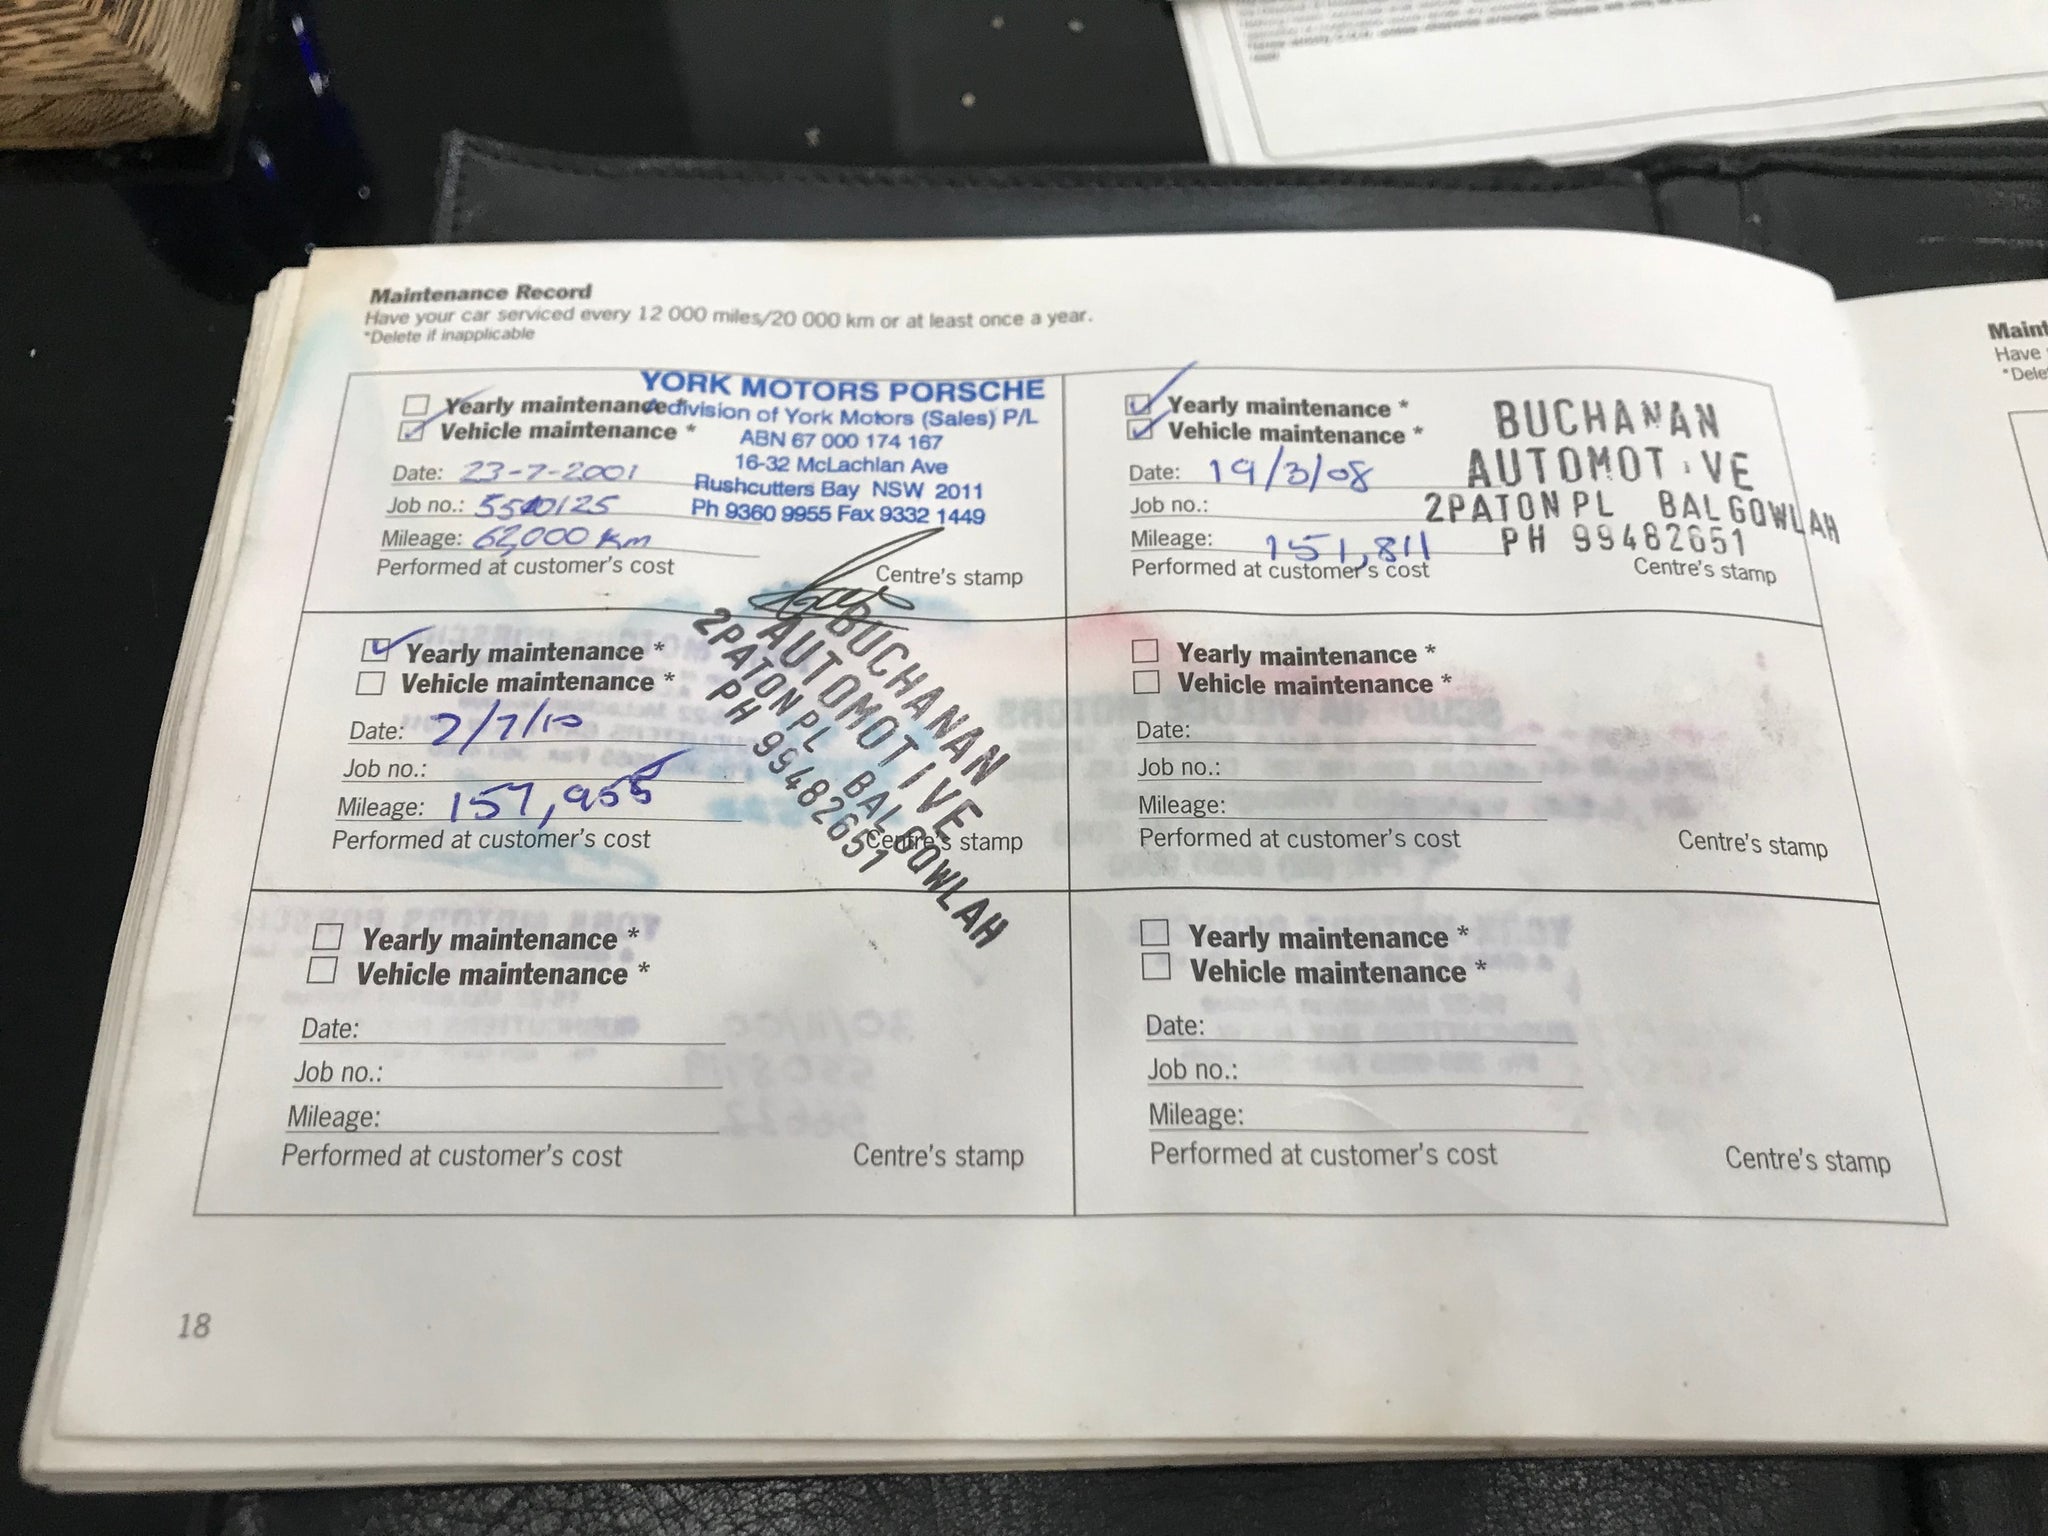 Maintenance Record
Have your car serviced every 12 000 miles/20 000 km or at least once a year.
*Delete if inapplicable
Yearly maintenance *
Vehicle maintenance *
Date: 23-7-2001
Job no.:
Mileage: 62,000 km
Performed at customer's cost
YORK MOTORS PORSCHE
A division of York Motors (Sales) P/L
ABN 67 000 174 167
16-32 McLachlan Ave
Rushcutters Bay NSW 2011
Ph 9360 9955 Fax 9332 1449
Centre's stamp
Yearly maintenance *
Vehicle maintenance *
Date: 19/3/08
Job no.:
Mileage: 151,811
Performed at customer's cost
BUCHANAN
AUTOMOTIVE
2PATON PL BALGOWLAH
PH 99482651
Centre's stamp
Yearly maintenance *
Vehicle maintenance *
Date: 2/7/10
Job no.:
Mileage: 157,955
Performed at customer's cost
BUCHANAN
AUTOMOTIVE
2PATON PL BALGOWLAH
PH 99482651
Centre's stamp
Yearly maintenance *
Vehicle maintenance *
Date:
Job no.:
Mileage:
Performed at customer's cost
Centre's stamp
Yearly maintenance *
Vehicle maintenance *
Date:
Job no.:
Mileage:
Performed at customer's cost
Centre's stamp
Yearly maintenance *
Vehicle maintenance *
Date:
Job no.:
Mileage:
Performed at customer's cost
Centre's stamp
18
Maint
Have
*Dele